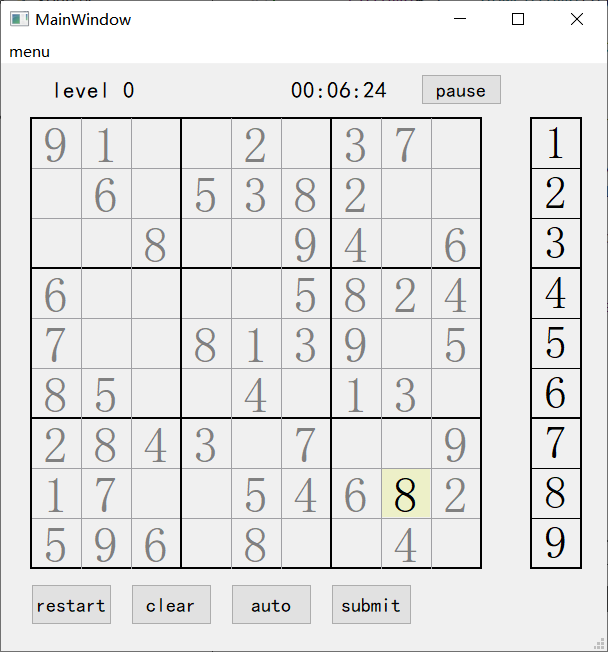 MainWindow
menu
level 0 00:06:24 pause
9 1 2 3 7 1
6 5 3 8 2 2
8 9 4 6 3
6 5 8 2 4 4
7 8 1 3 9 5 5
8 5 4 1 3 6
2 8 4 3 7 9 7
1 7 5 4 6 8 2 8
5 9 6 8 4 9
restart clear auto submit